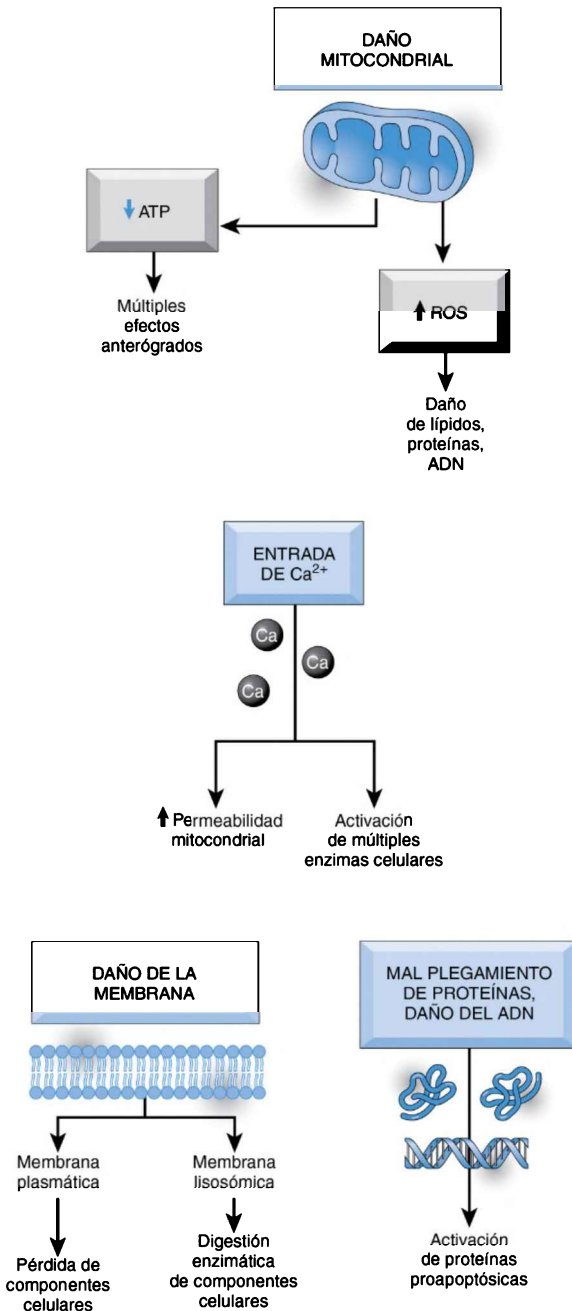 DAÑO
MITOCONDRIAL
↓ ATP
Múltiples
efectos
anterógrados
↑ ROS
Daño
de lípidos,
proteínas,
ADN
ENTRADA
DE Ca²⁺
Ca
Ca
Ca
↑ Permeabilidad
mitocondrial
Activación
de múltiples
enzimas celulares
DAÑO DE LA
MEMBRANA
Membrana
plasmática
Pérdida de
componentes
celulares
Membrana
lisosómica
Digestión
enzimática
de componentes
celulares
MAL PLEGAMIENTO
DE PROTEÍNAS,
DAÑO DEL ADN
Activación
de proteínas
proapoptósicas